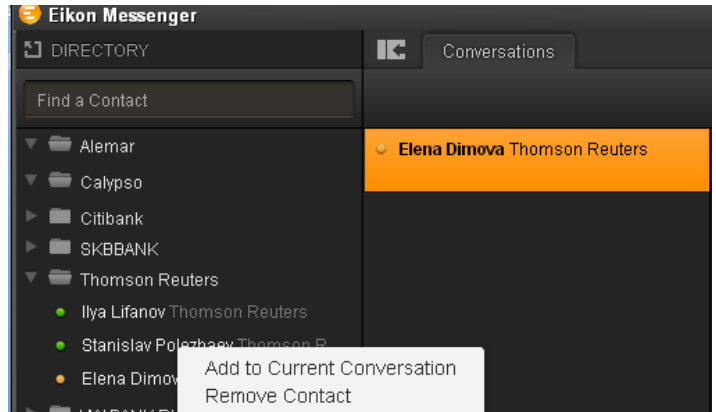 Eikon Messenger
DIRECTORY
Conversations
Find a Contact
Alemar
Calypso
Citibank
SKBBANK
Thomson Reuters
Ilya Lifanov Thomson Reuters
Stanislav Polezhaev Thomson R...
Elena Dimov
Elena Dimova Thomson Reuters
Add to Current Conversation
Remove Contact